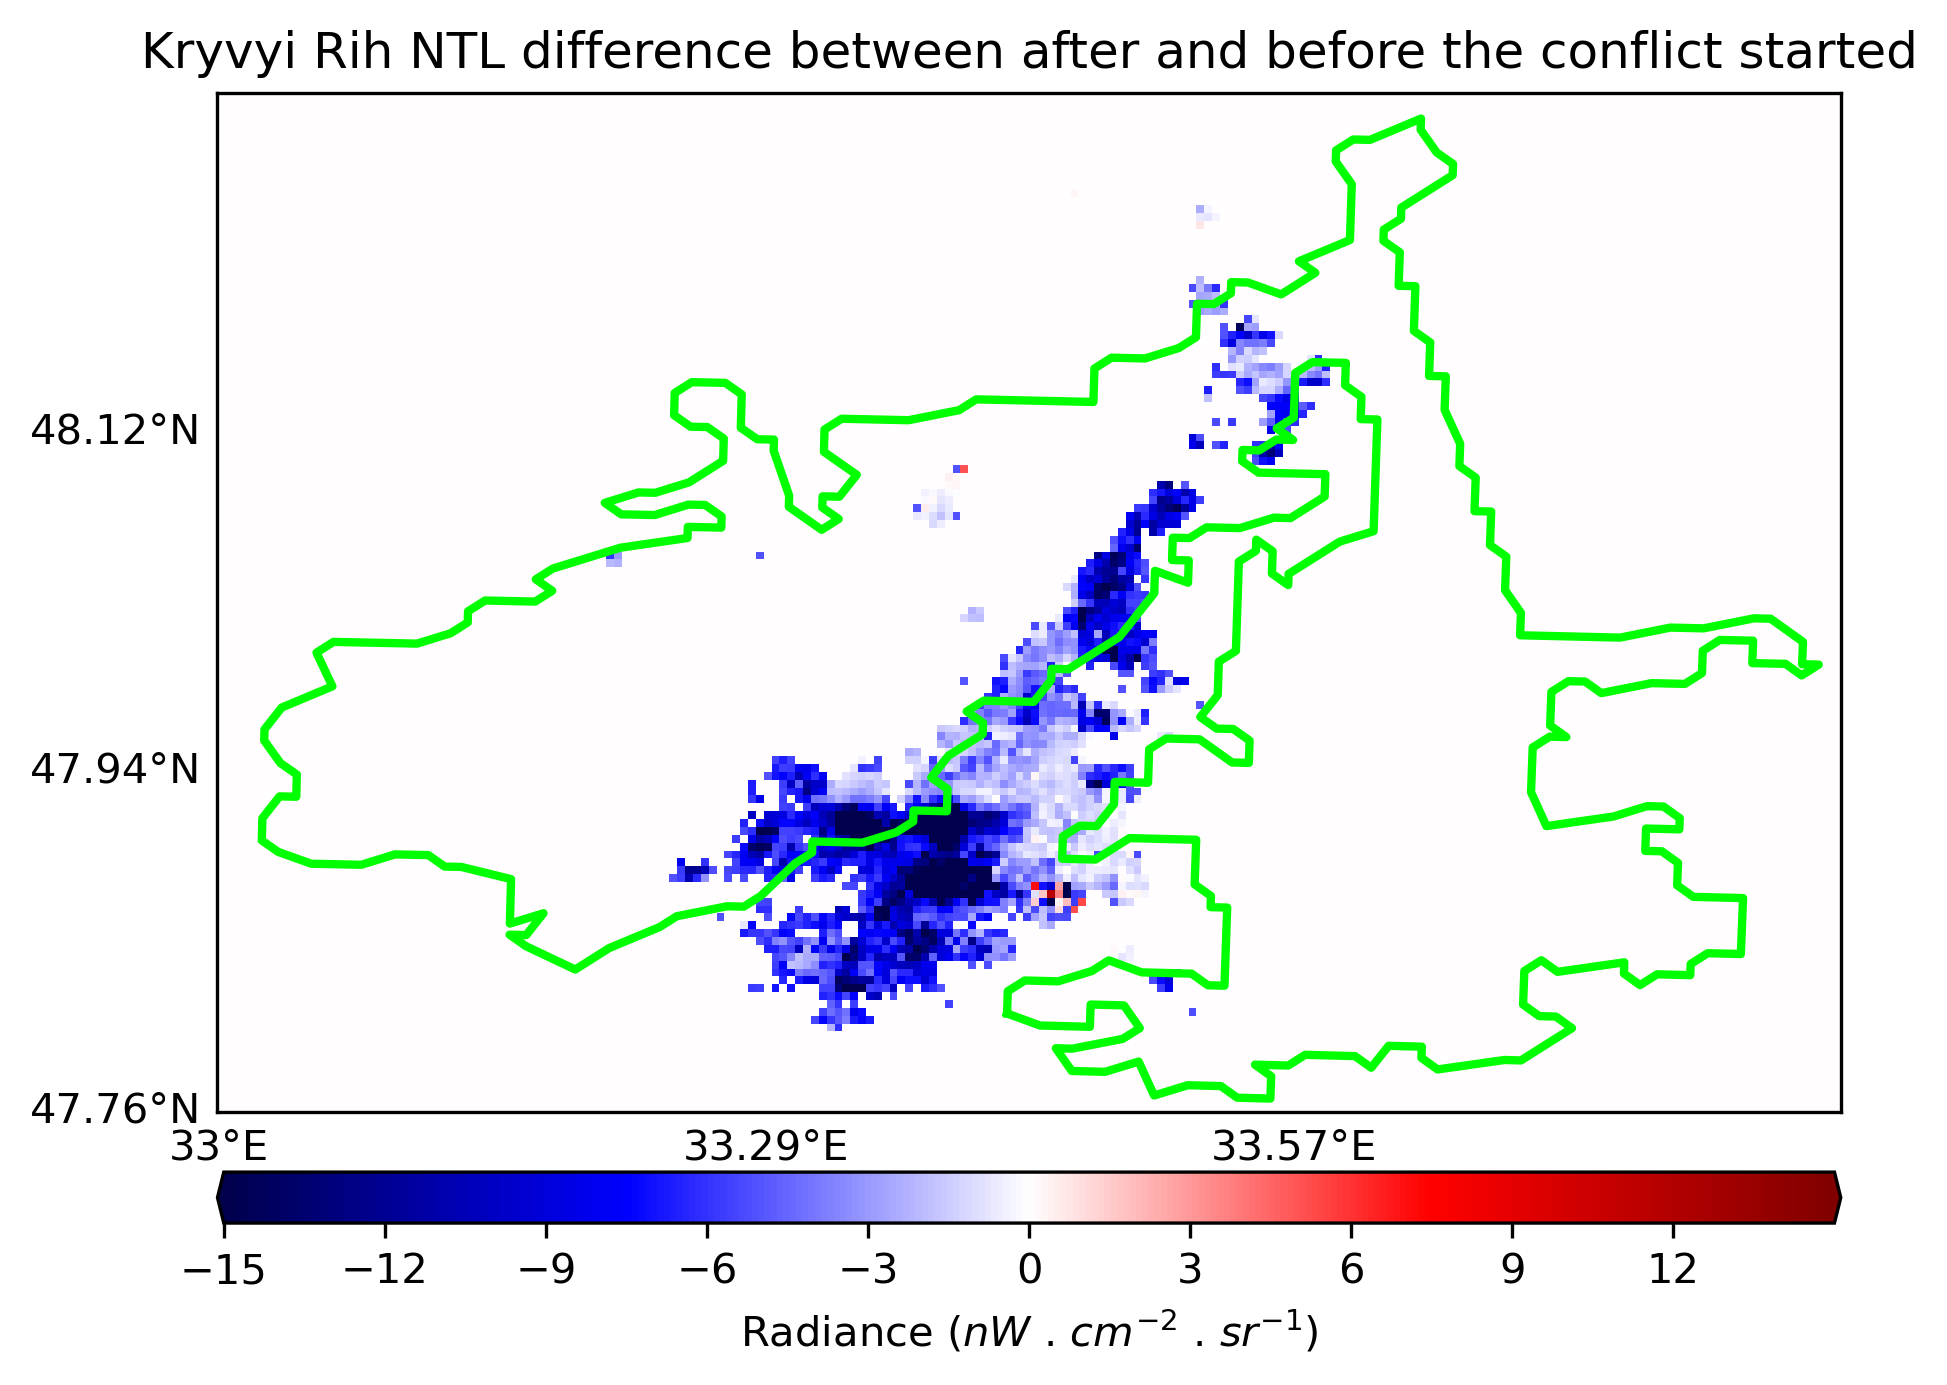 Kryvyi Rih NTL difference between after and before the conflict started
48.12°N
47.94°N
47.76°N
33°E 33.29°E 33.57°E
−15 −12 −9 −6 −3 0 3 6 9 12
Radiance (nW . cm⁻² . sr⁻¹)